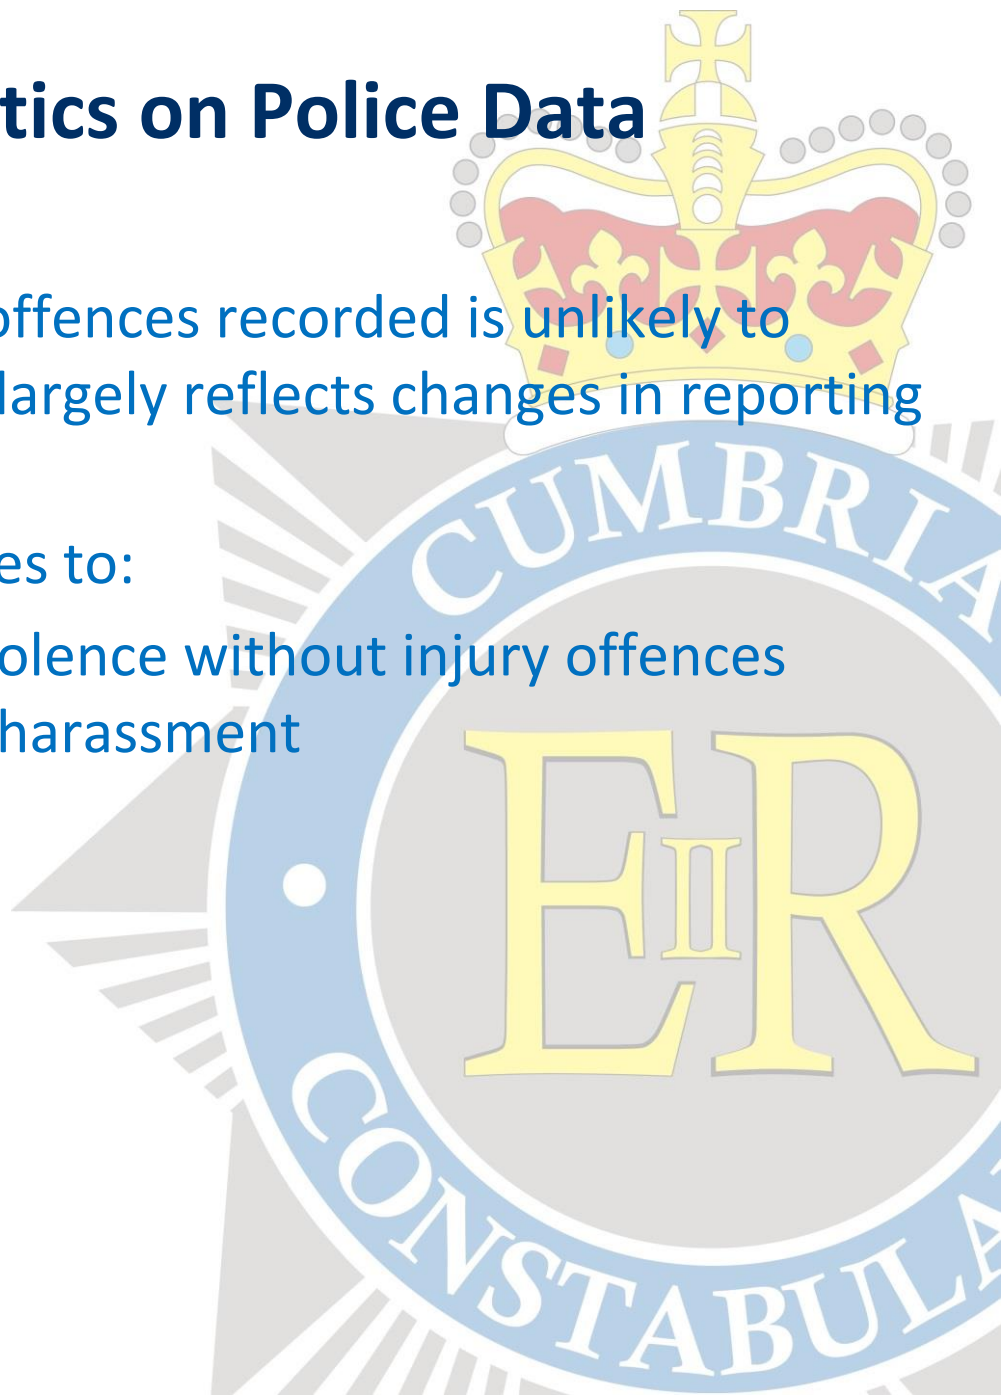 tics on Police Data
offences recorded is unlikely to
largely reflects changes in reporting
es to:
olence without injury offences
harassment
CUMBRIA
EIIR
CONSTABULA